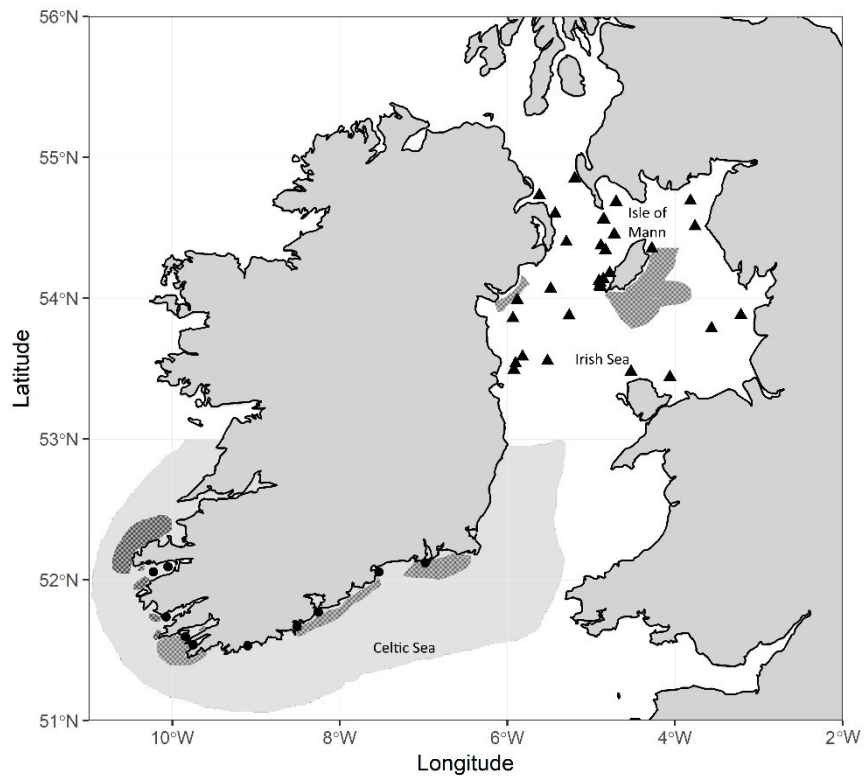 56°N
55°N
54°N
53°N
52°N
51°N
Latitude
Isle of
Mann
Irish Sea
Celtic Sea
10°W
8°W
6°W
4°W
2°W
Longitude